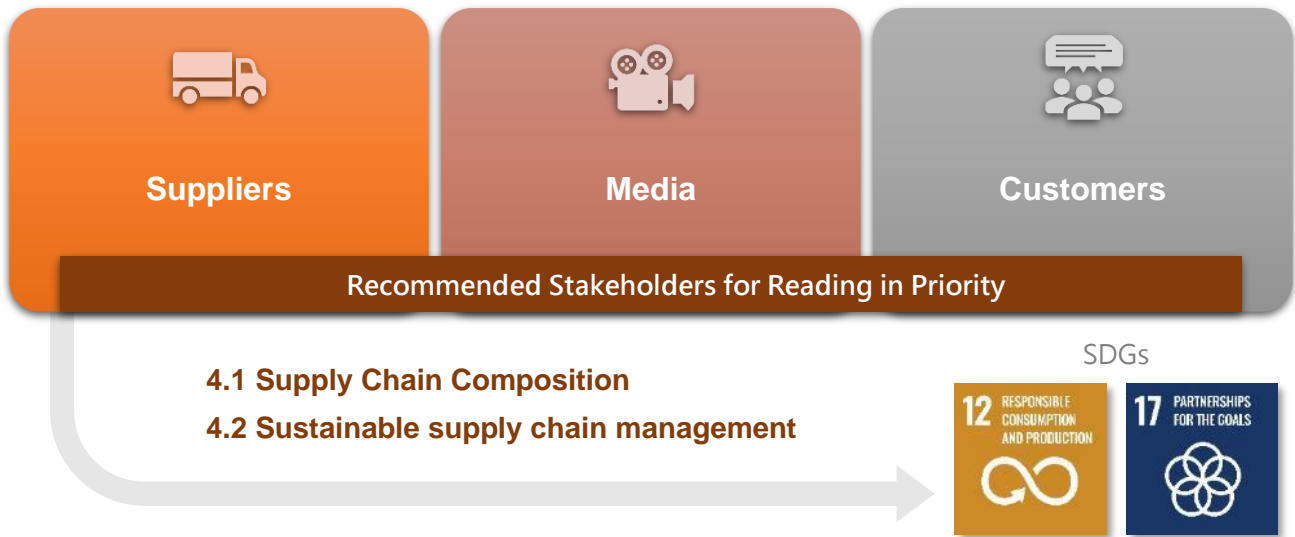 Suppliers
Media
Customers
Recommended Stakeholders for Reading in Priority
4.1 Supply Chain Composition
4.2 Sustainable supply chain management
SDGs
12 RESPONSIBLE
CONSUMPTION
AND PRODUCTION
17 PARTNERSHIPS
FOR THE GOALS